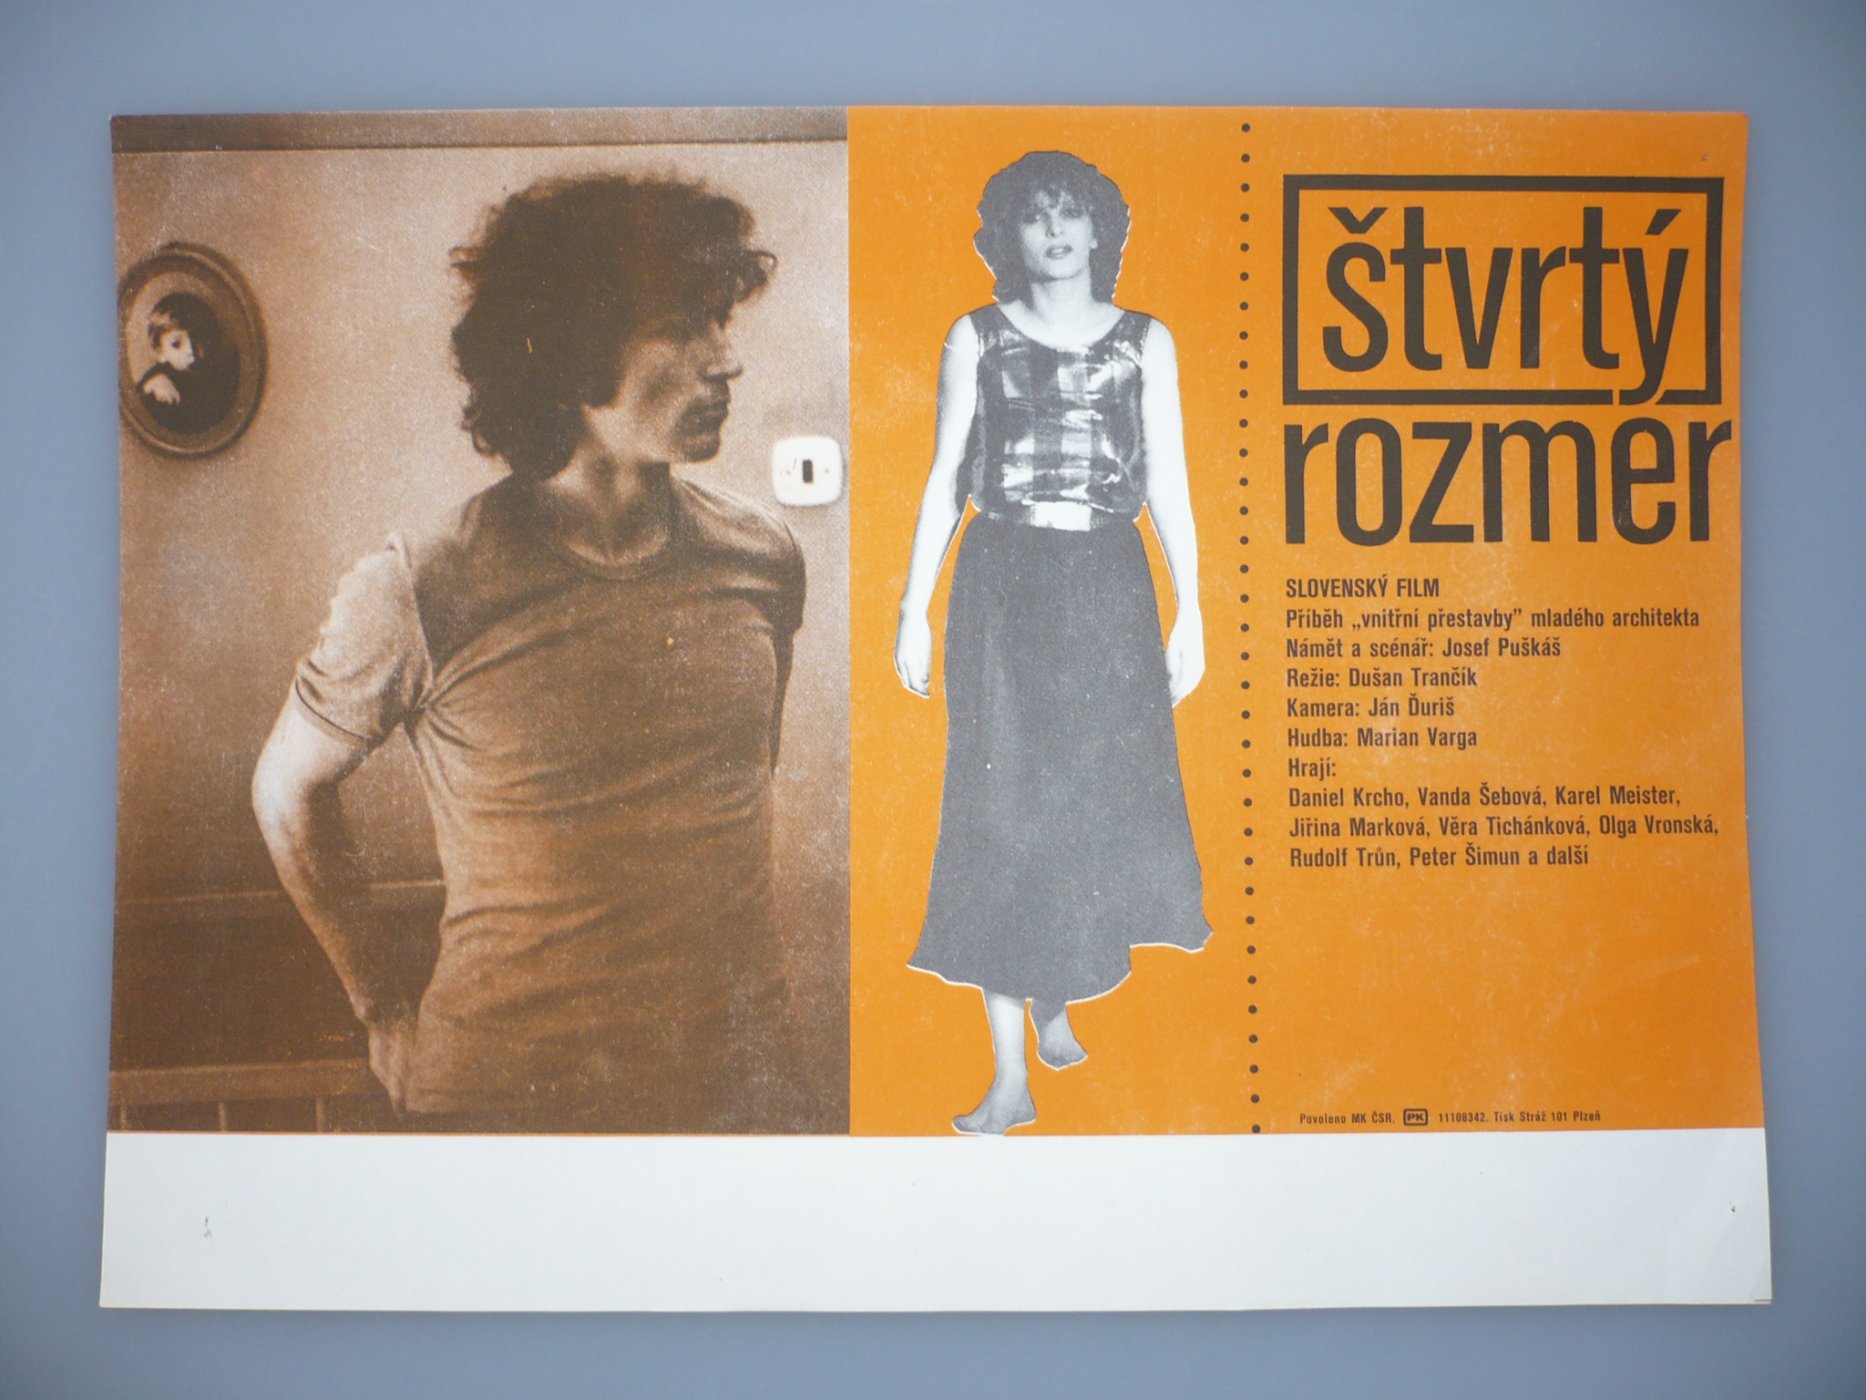 štvrtý
rozmer
SLOVENSKÝ FILM
Příběh „vnitřní přestavby” mladého architekta
Námět a scénář: Josef Puškáš
Režie: Dušan Trančík
Kamera: Ján Ďuriš
Hudba: Marian Varga
Hrají:
Daniel Krcho, Vanda Šebová, Karel Meister,
Jiřina Marková, Věra Tichánková, Olga Vronská,
Rudolf Trůn, Peter Šimun a další
Povoleno MK ČSR. PK 11108342. Tisk Stráž 101 Plzeň